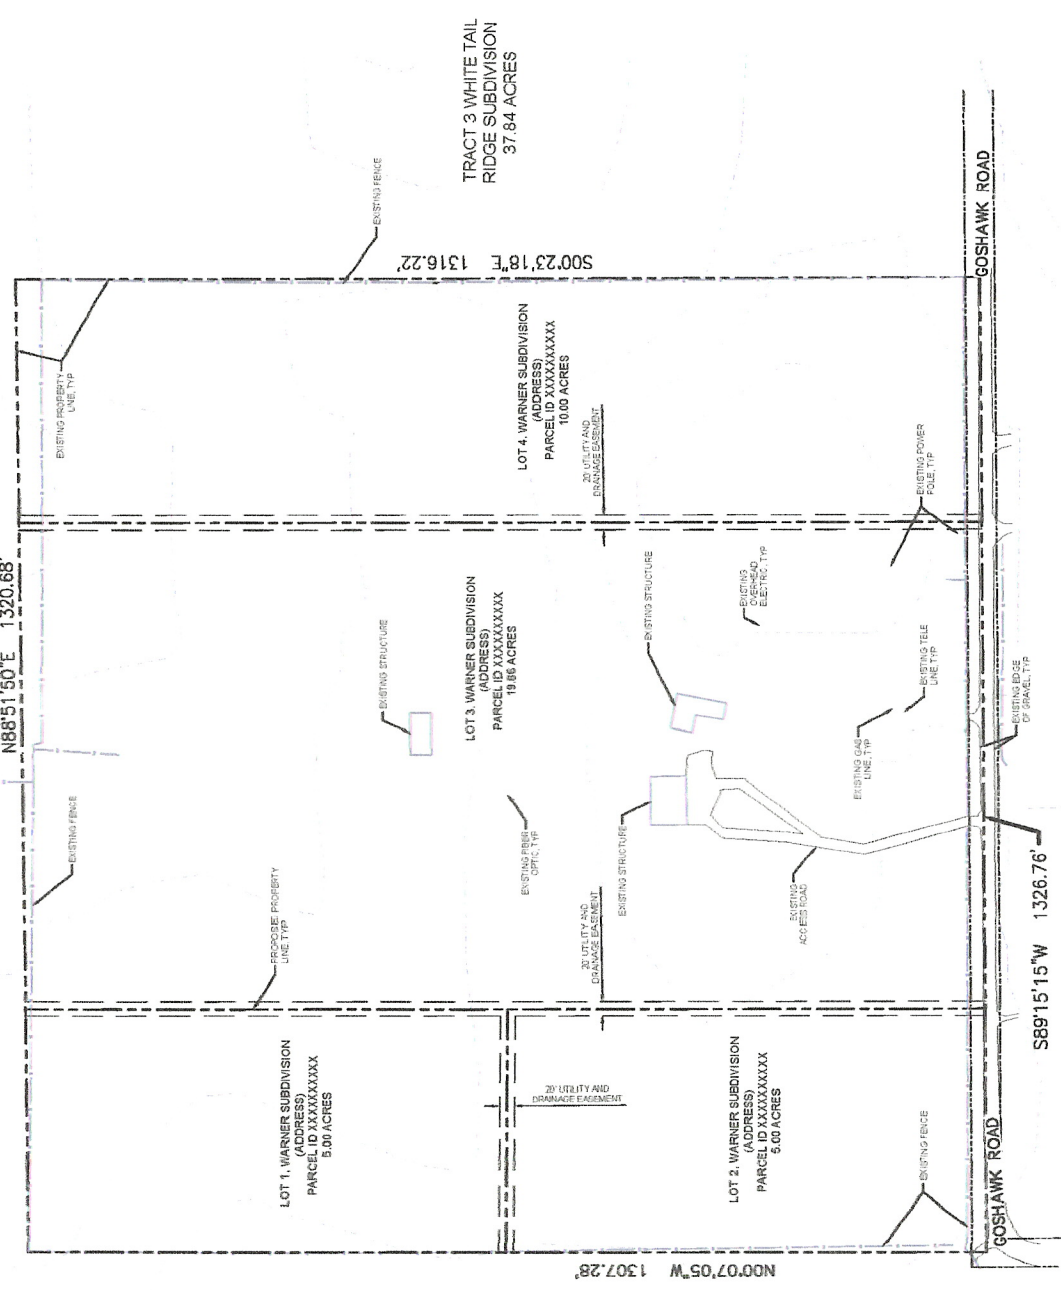 TRACT 3 WHITE TAIL
RIDGE SUBDIVISION
37.84 ACRES
EXISTING FENCE
S00°23'18"E 1316.22'
GOSHAWK ROAD
EXISTING PROPERTY
LINE, TYP
LOT 4, WARNER SUBDIVISION
(ADDRESS)
PARCEL ID XXXXXXXXXX
10.00 ACRES
20' UTILITY AND
DRAINAGE EASEMENT
EXISTING POWER
POLE, TYP
N88°51'50"E 1320.68'
EXISTING STRUCTURE
LOT 3, WARNER SUBDIVISION
(ADDRESS)
PARCEL ID XXXXXXXXXX
19.86 ACRES
EXISTING STRUCTURE
EXISTING
OVERHEAD
ELECTRIC, TYP
EXISTING TELE
LINE, TYP
EXISTING GAS
LINE, TYP
EXISTING EDGE
OF GRAVEL, TYP
EXISTING FENCE
EXISTING FIBER
OPTIC, TYP
EXISTING STRUCTURE
EXISTING
ACCESS ROAD
PROPOSED PROPERTY
LINE, TYP
20' UTILITY AND
DRAINAGE EASEMENT
S89°15'15"W 1326.76'
LOT 1, WARNER SUBDIVISION
(ADDRESS)
PARCEL ID XXXXXXXXXX
5.00 ACRES
20' UTILITY AND
DRAINAGE EASEMENT
LOT 2, WARNER SUBDIVISION
(ADDRESS)
PARCEL ID XXXXXXXXXX
5.00 ACRES
EXISTING FENCE
GOSHAWK ROAD
N00°07'05"W 1307.28'